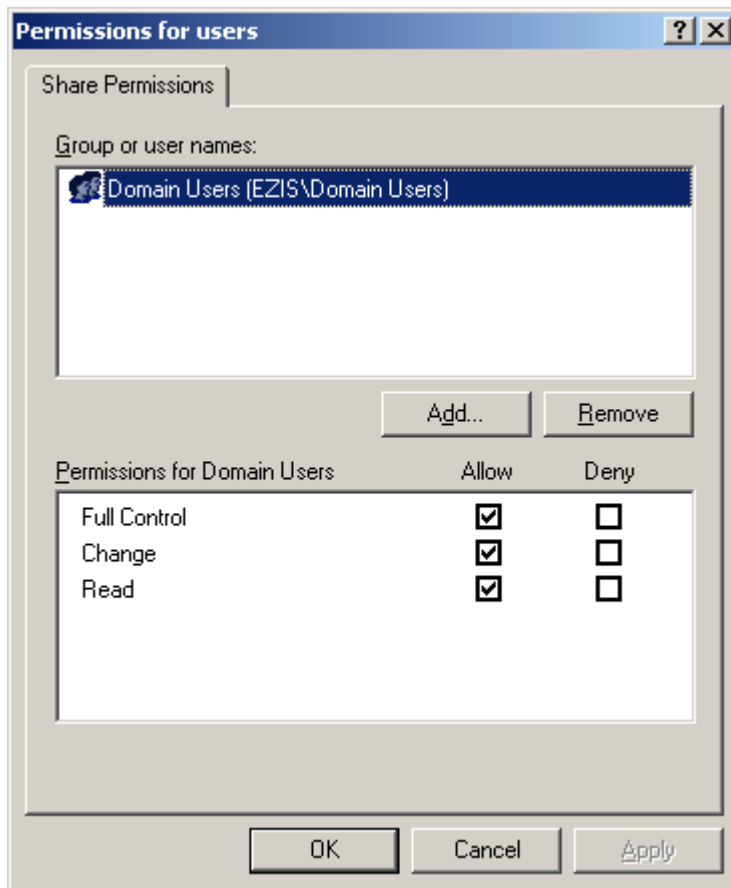 Permissions for users
Share Permissions
Group or user names:
Domain Users (EZIS\Domain Users)
Add... Remove
Permissions for Domain Users Allow Deny
Full Control
Change
Read
OK Cancel Apply